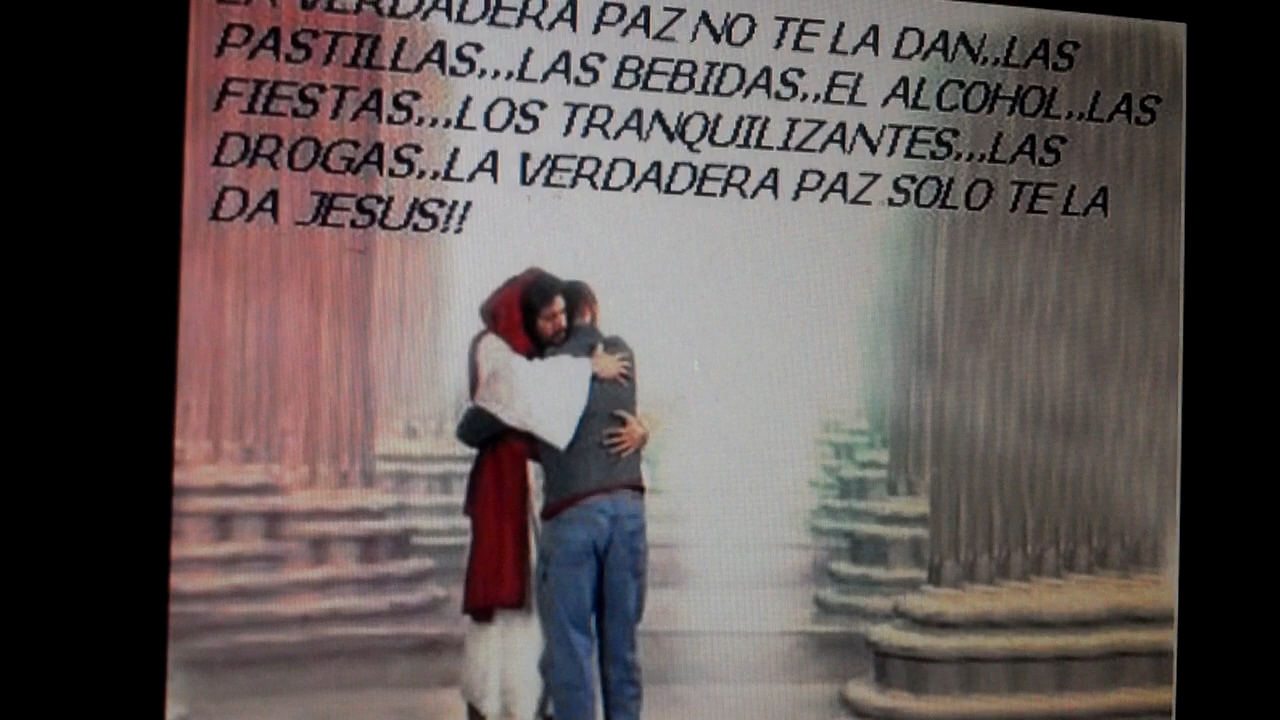 LA VERDADERA PAZ NO TE LA DAN..LAS
PASTILLAS...LAS BEBIDAS..EL ALCOHOL..LAS
FIESTAS...LOS TRANQUILIZANTES...LAS
DROGAS..LA VERDADERA PAZ SOLO TE LA
DA JESUS!!